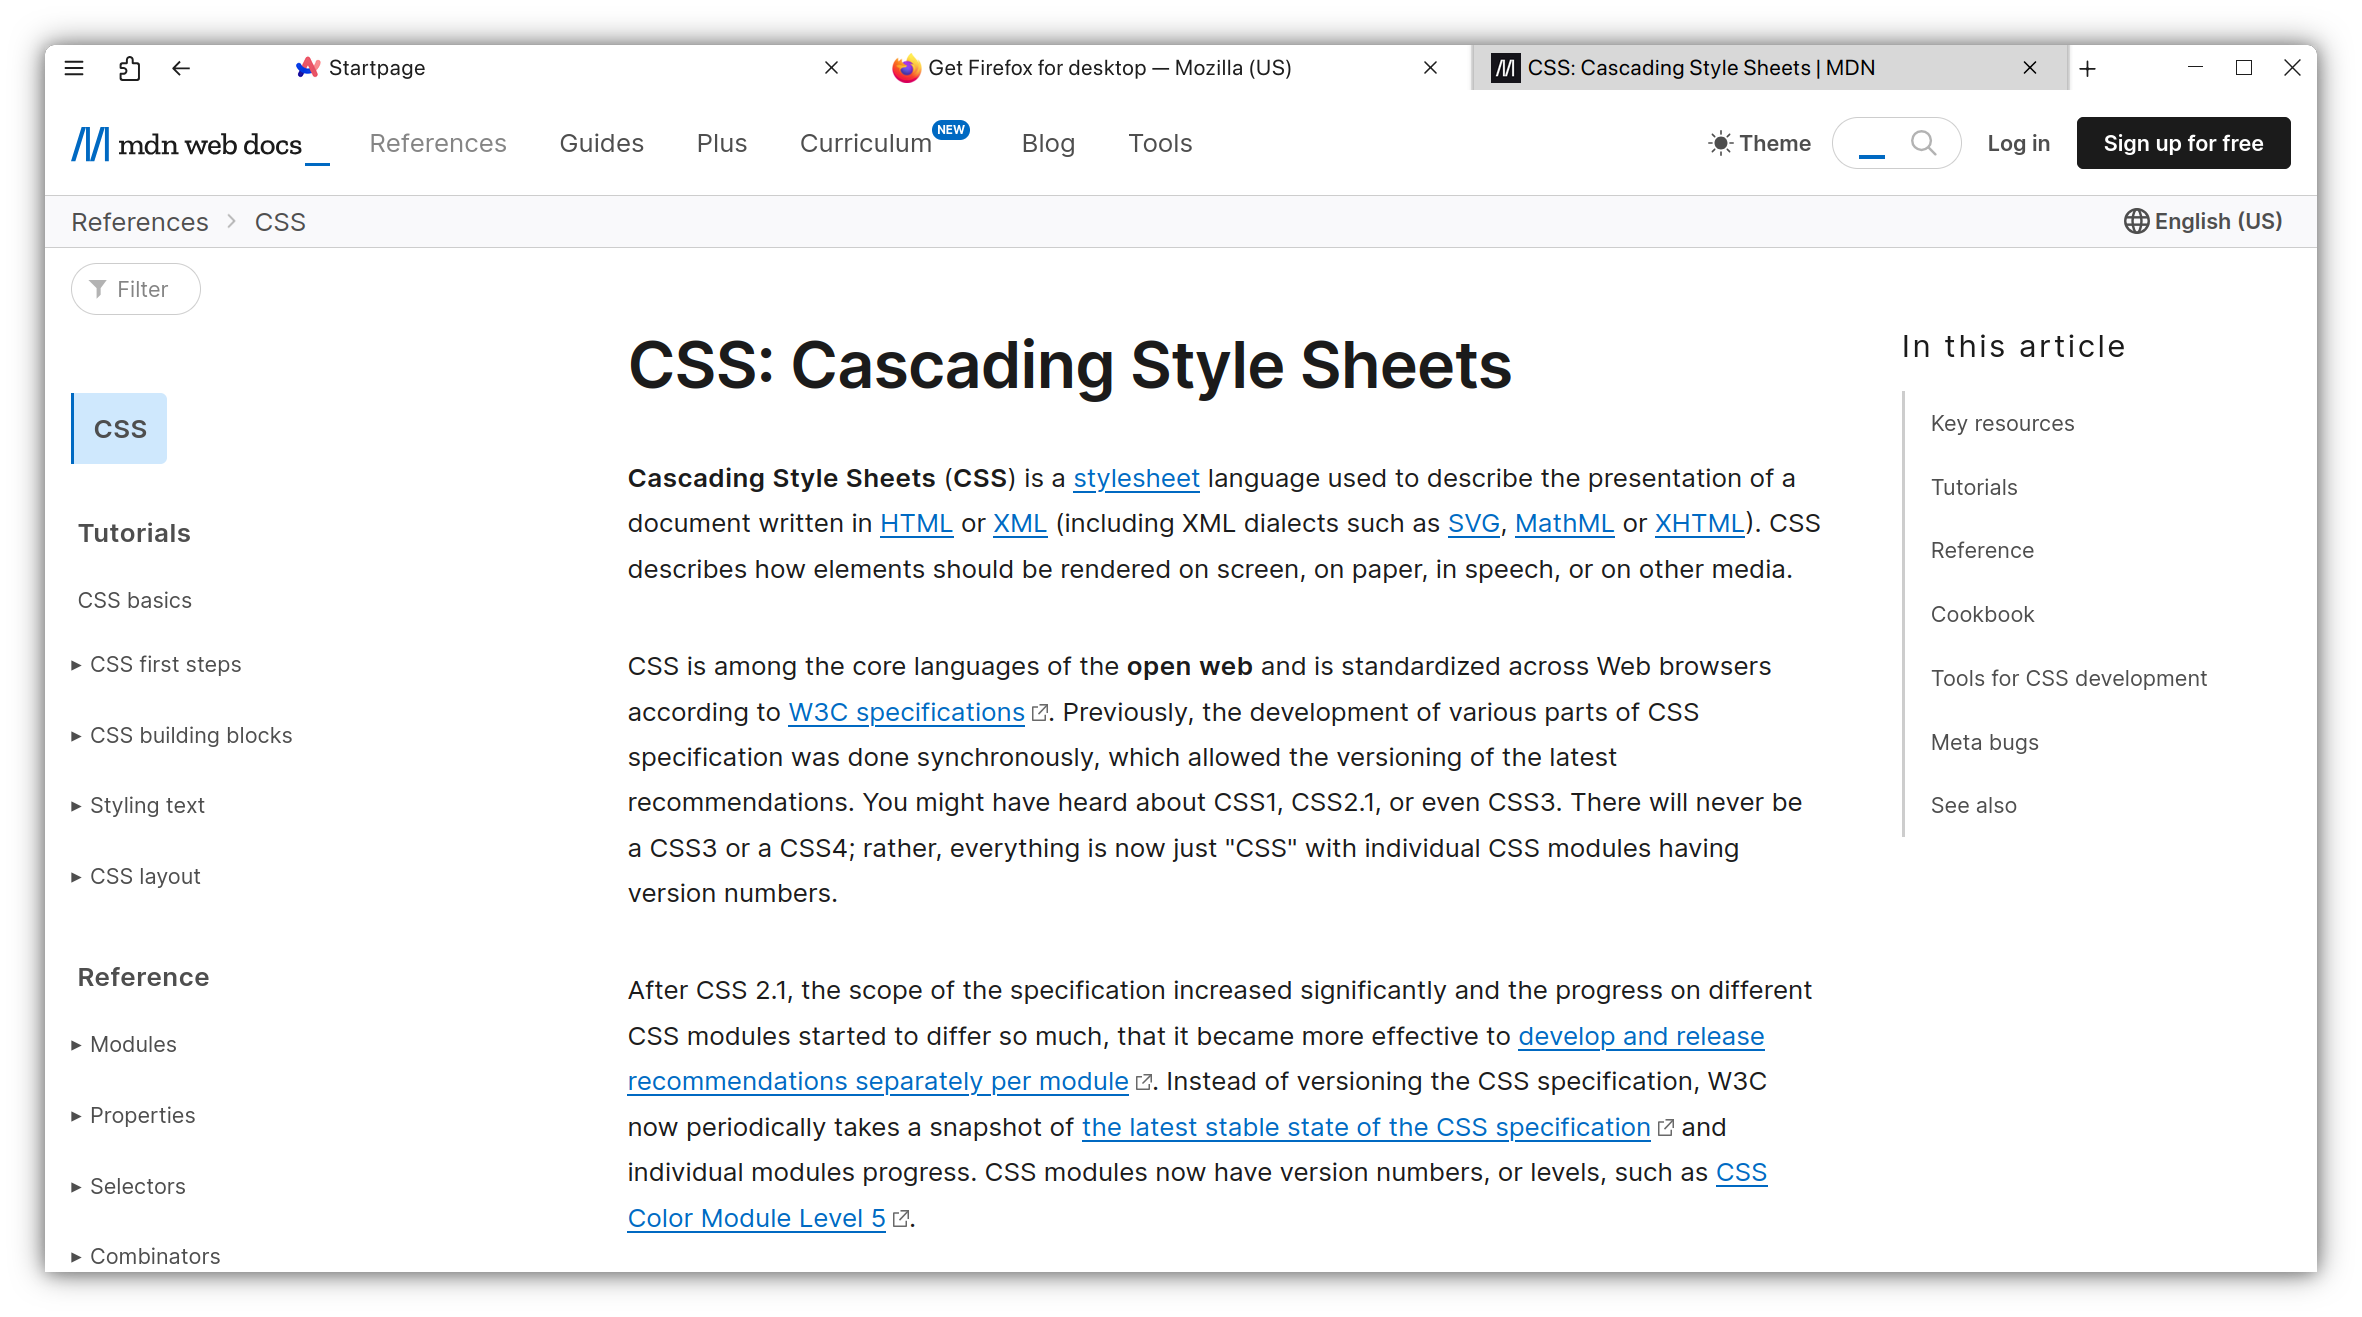 Startpage
Get Firefox for desktop — Mozilla (US)
CSS: Cascading Style Sheets | MDN
mdn web docs_
References
Guides
Plus
Curriculum NEW
Blog
Tools
Theme
Log in
Sign up for free
References > CSS
English (US)
Filter
CSS
Tutorials
CSS basics
CSS first steps
CSS building blocks
Styling text
CSS layout
Reference
Modules
Properties
Selectors
Combinators
CSS: Cascading Style Sheets
Cascading Style Sheets (CSS) is a stylesheet language used to describe the presentation of a
document written in HTML or XML (including XML dialects such as SVG, MathML or XHTML). CSS
describes how elements should be rendered on screen, on paper, in speech, or on other media.
CSS is among the core languages of the open web and is standardized across Web browsers
according to W3C specifications. Previously, the development of various parts of CSS
specification was done synchronously, which allowed the versioning of the latest
recommendations. You might have heard about CSS1, CSS2.1, or even CSS3. There will never be
a CSS3 or a CSS4; rather, everything is now just "CSS" with individual CSS modules having
version numbers.
After CSS 2.1, the scope of the specification increased significantly and the progress on different
CSS modules started to differ so much, that it became more effective to develop and release
recommendations separately per module. Instead of versioning the CSS specification, W3C
now periodically takes a snapshot of the latest stable state of the CSS specification and
individual modules progress. CSS modules now have version numbers, or levels, such as CSS
Color Module Level 5.
In this article
Key resources
Tutorials
Reference
Cookbook
Tools for CSS development
Meta bugs
See also